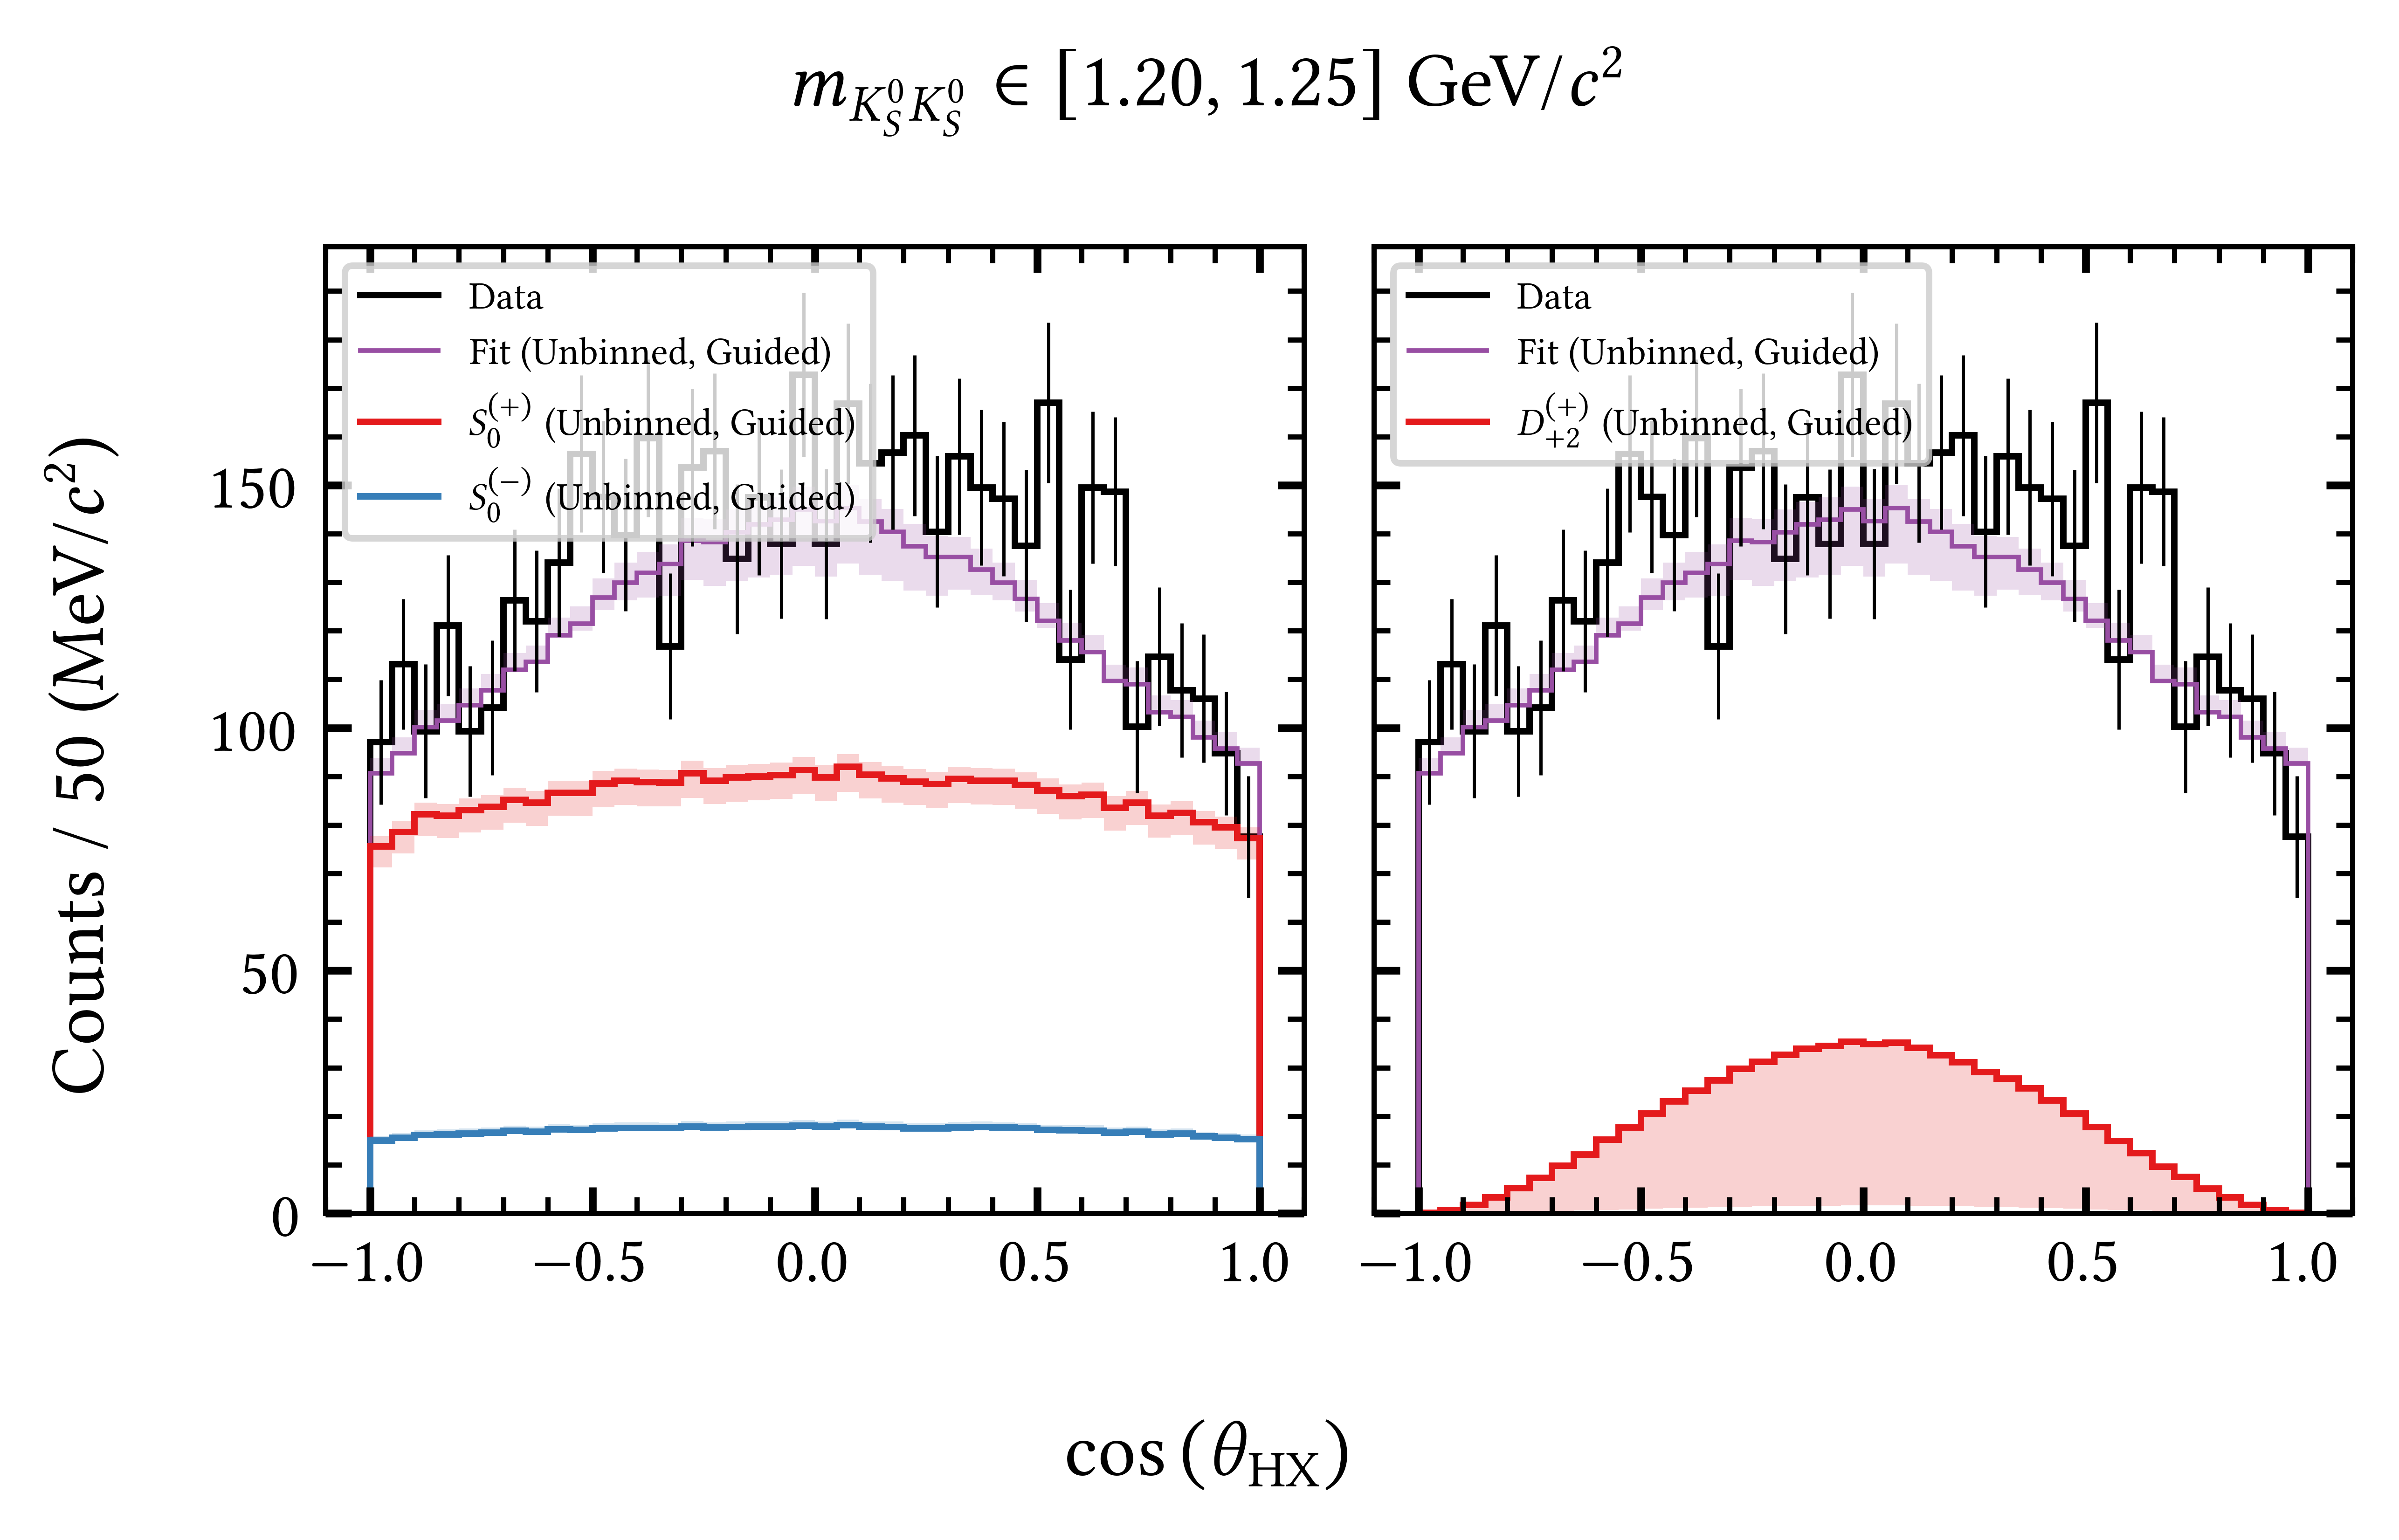 m_{K_S^0 K_S^0} ∈ [1.20, 1.25] GeV/c²
Counts / 50 (MeV/c²)
150
100
50
0
Data
Fit (Unbinned, Guided)
S_0^{(+)} (Unbinned, Guided)
S_0^{(−)} (Unbinned, Guided)
−1.0 −0.5 0.0 0.5 1.0
Data
Fit (Unbinned, Guided)
D_{+2}^{(+)} (Unbinned, Guided)
−1.0 −0.5 0.0 0.5 1.0
cos (θ_HX)